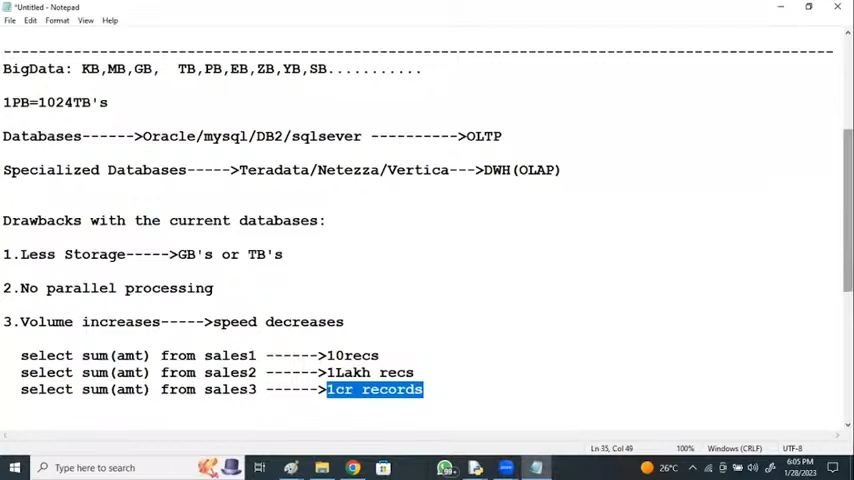 *Untitled - Notepad
File Edit Format View Help
BigData: KB,MB,GB, TB,PB,EB,ZB,YB,SB...........
1PB=1024TB's
Databases------>Oracle/mysql/DB2/sqlsever ---------->OLTP
Specialized Databases----->Teradata/Netezza/Vertica--->DWH(OLAP)
Drawbacks with the current databases:
1.Less Storage----->GB's or TB's
2.No parallel processing
3.Volume increases----->speed decreases
select sum(amt) from sales1 ------>10recs
select sum(amt) from sales2 ------>1Lakh recs
select sum(amt) from sales3 ------>1cr records
Ln 35, Col 49 100% Windows (CRLF) UTF-8
Type here to search 99+ 26°C 6:05 PM
1/28/2023